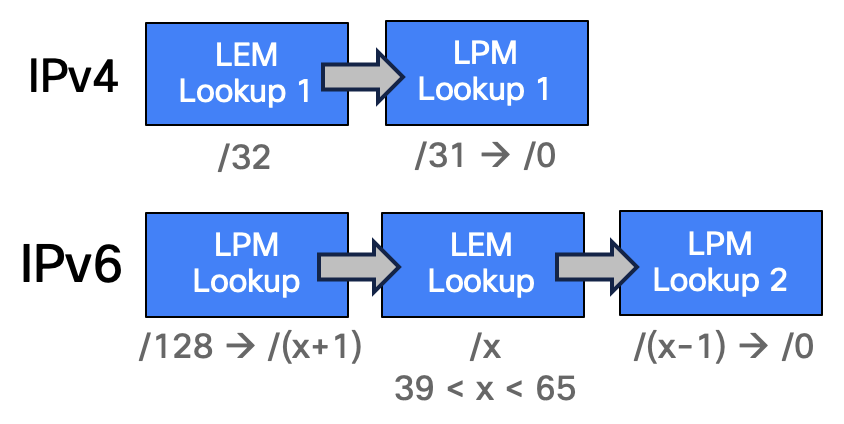 IPv4
LEM
Lookup 1
LPM
Lookup 1
/32
/31 → /0
IPv6
LPM
Lookup
LEM
Lookup
LPM
Lookup 2
/128 → /(x+1)
/x
39 < x < 65
/(x-1) → /0